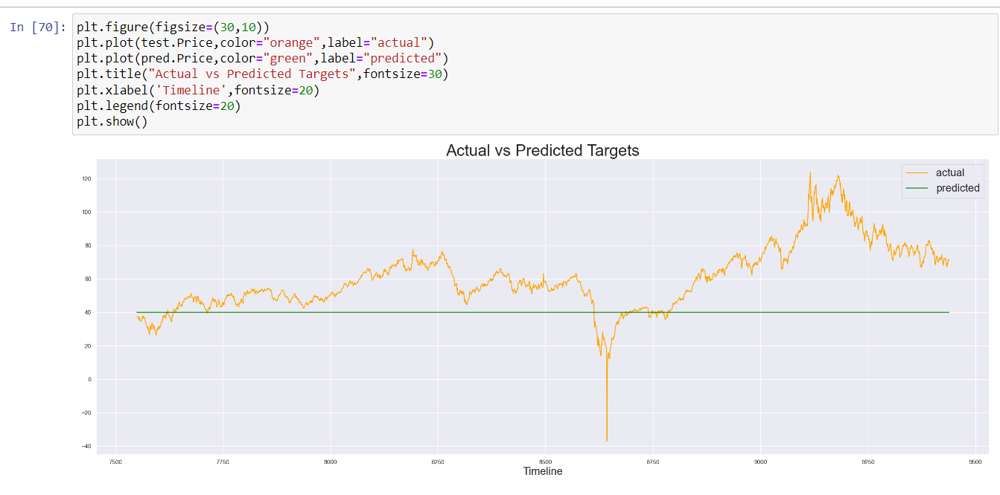 In [70]:
plt.figure(figsize=(30,10))
plt.plot(test.Price,color="orange",label="actual")
plt.plot(pred.Price,color="green",label="predicted")
plt.title("Actual vs Predicted Targets",fontsize=30)
plt.xlabel('Timeline',fontsize=20)
plt.legend(fontsize=20)
plt.show()
Actual vs Predicted Targets
actual
predicted
120
100
80
60
40
20
0
−20
−40
7500 7750 8000 8250 8500 8750 9000 9250 9500
Timeline